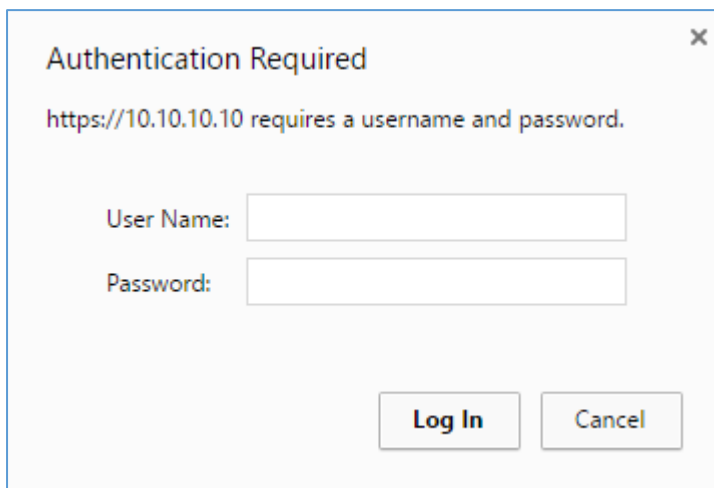 Authentication Required
https://10.10.10.10 requires a username and password.
User Name:
Password:
Log In Cancel